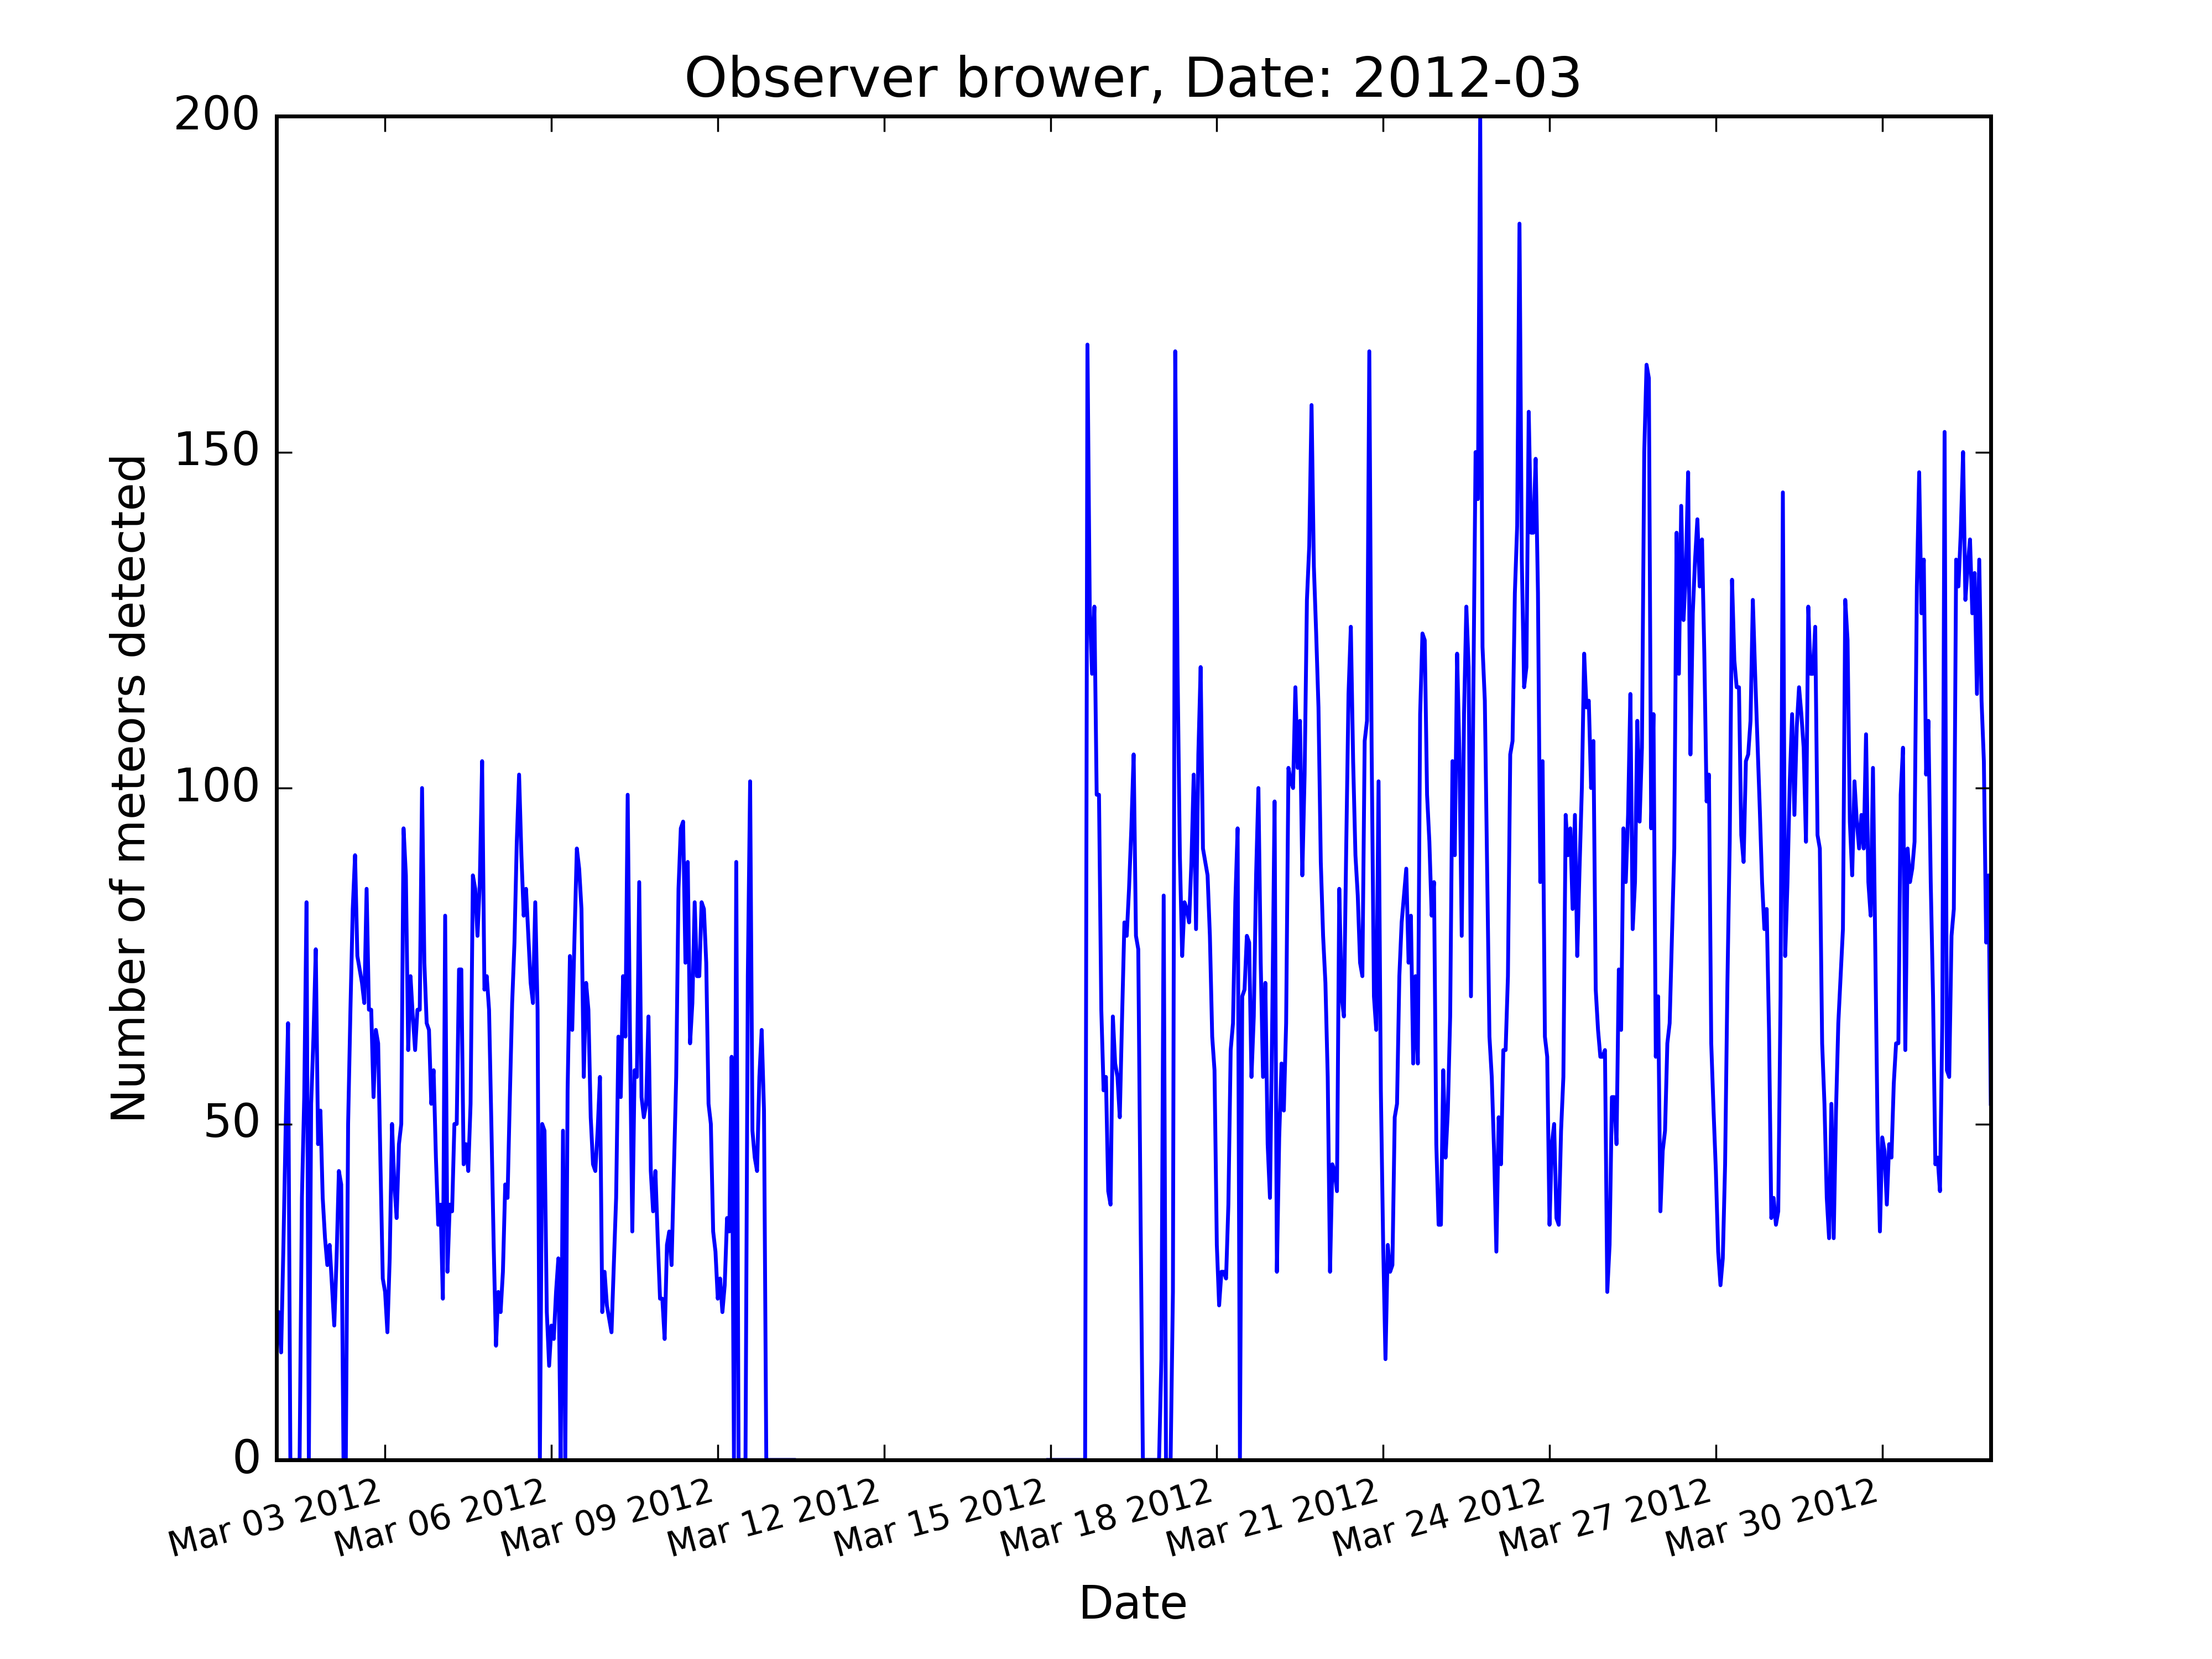 Observer brower, Date: 2012-03
200
150
100
50
0
Number of meteors detected
Mar 03 2012
Mar 06 2012
Mar 09 2012
Mar 12 2012
Mar 15 2012
Mar 18 2012
Mar 21 2012
Mar 24 2012
Mar 27 2012
Mar 30 2012
Date